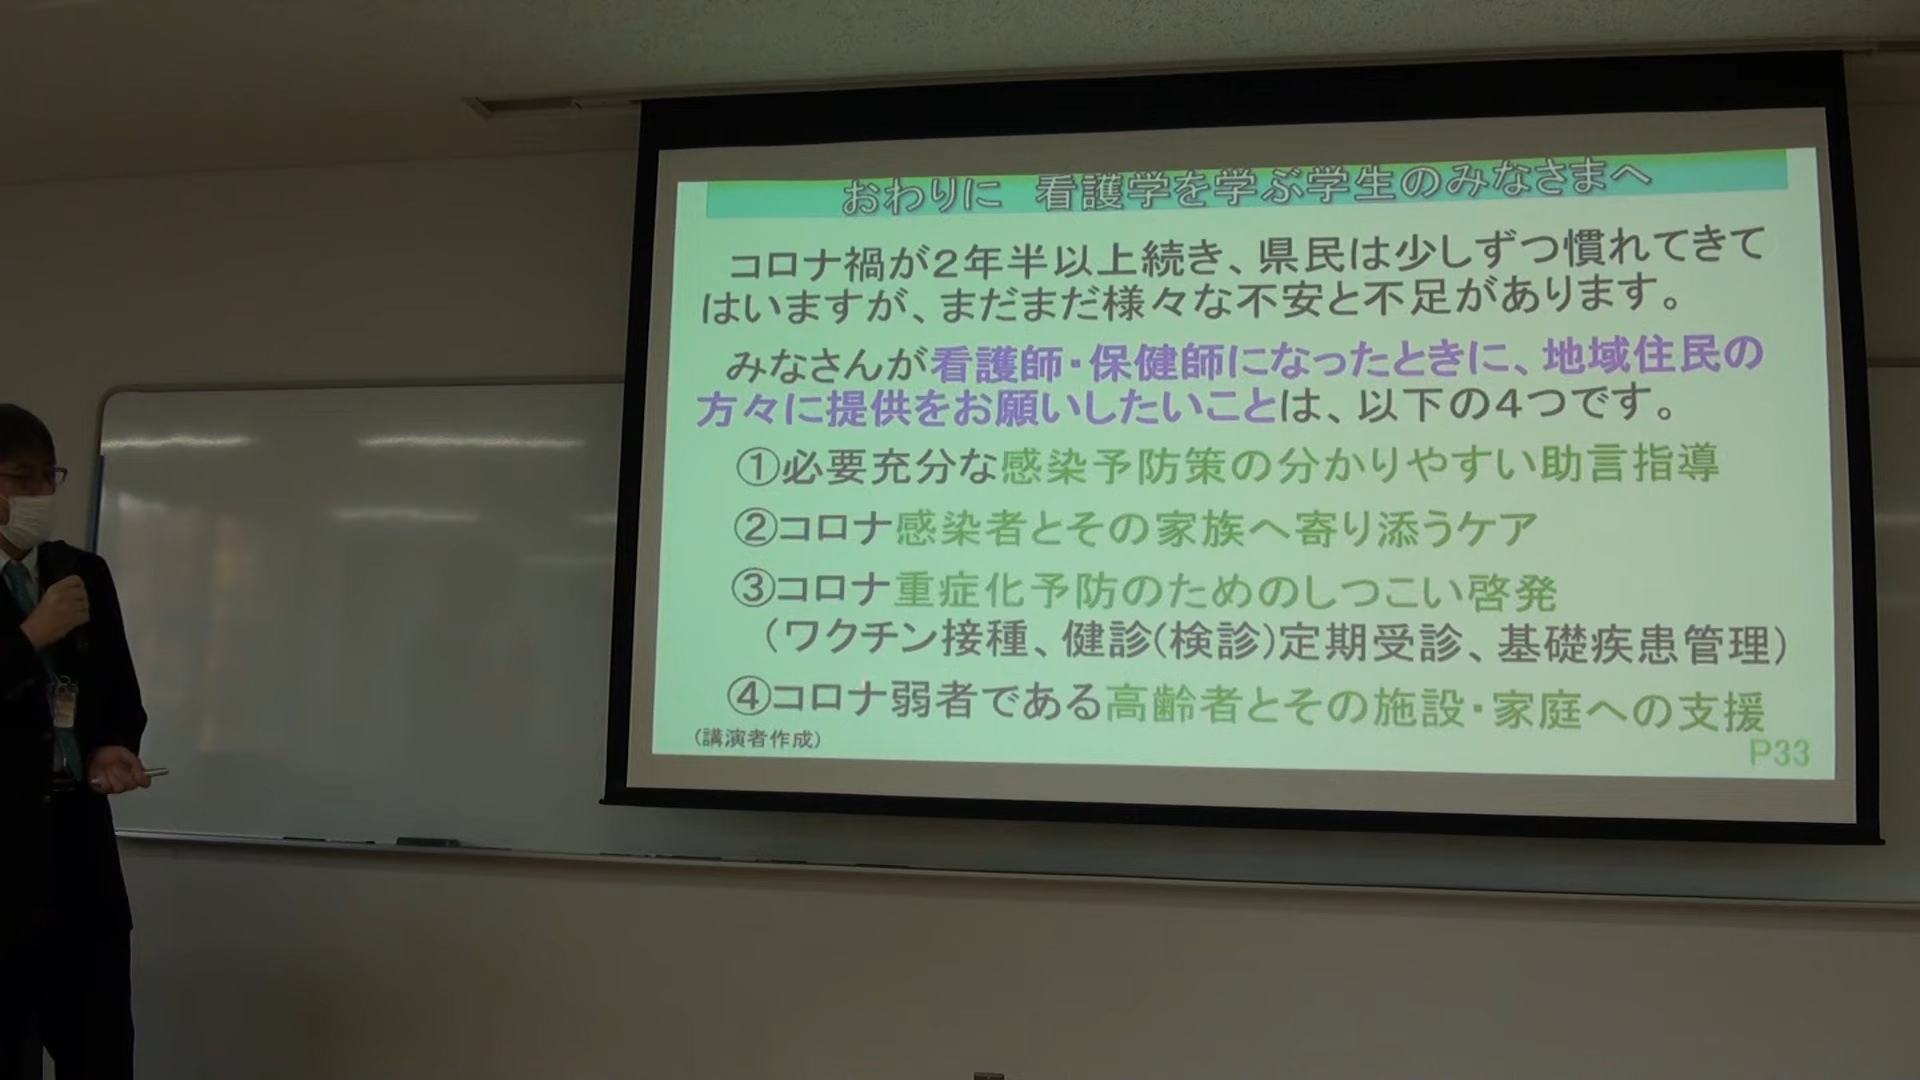 おわりに 看護学を学ぶ学生のみなさまへ
コロナ禍が２年半以上続き、県民は少しずつ慣れてきて
はいますが、まだまだ様々な不安と不足があります。
みなさんが看護師・保健師になったときに、地域住民の
方々に提供をお願いしたいことは、以下の４つです。
①必要充分な感染予防策の分かりやすい助言指導
②コロナ感染者とその家族へ寄り添うケア
③コロナ重症化予防のためのしつこい啓発
（ワクチン接種、健診(検診)定期受診、基礎疾患管理）
④コロナ弱者である高齢者とその施設・家庭への支援
（講演者作成）
P33